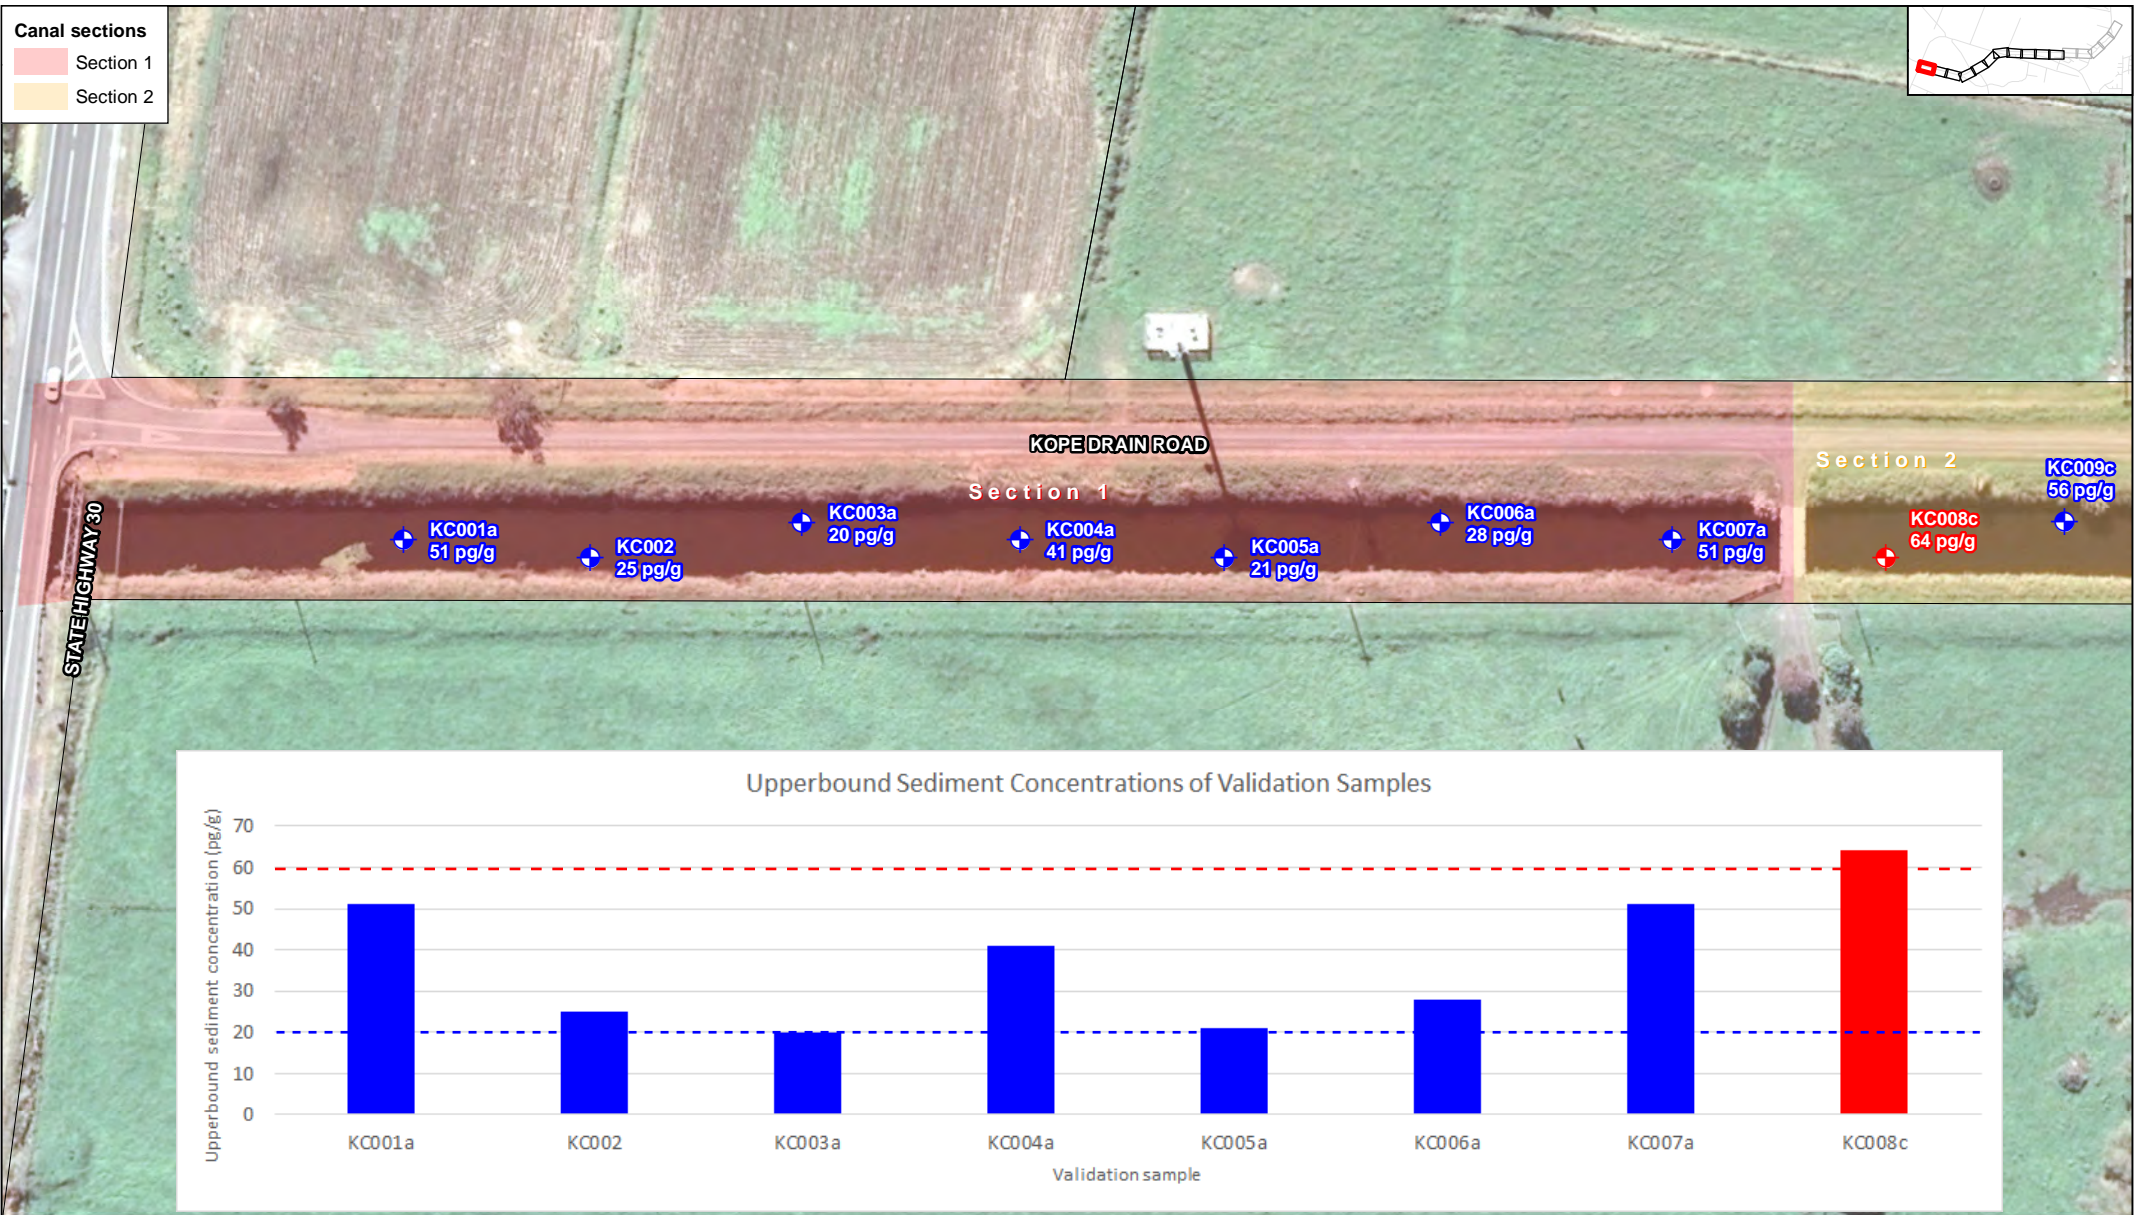 Canal sections
Section 1
Section 2
KOPE DRAIN ROAD
STATE HIGHWAY 30
Section 1
Section 2
KC001a
51 pg/g
KC002
25 pg/g
KC003a
20 pg/g
KC004a
41 pg/g
KC005a
21 pg/g
KC006a
28 pg/g
KC007a
51 pg/g
KC008c
64 pg/g
KC009c
56 pg/g
Upperbound Sediment Concentrations of Validation Samples
Upperbound sediment concentration (pg/g)
70
60
50
40
30
20
10
0
KC001a
KC002
KC003a
KC004a
KC005a
KC006a
KC007a
KC008c
Validation sample